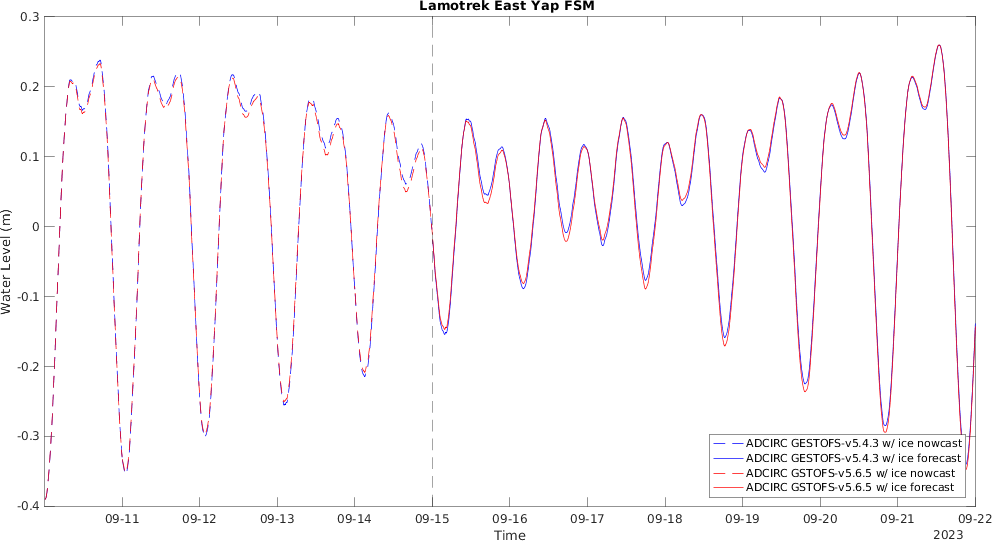 Lamotrek East Yap FSM
0.3
0.2
0.1
0
-0.1
-0.2
-0.3
-0.4
Water Level (m)
ADCIRC GESTOFS-v5.4.3 w/ ice nowcast
ADCIRC GESTOFS-v5.4.3 w/ ice forecast
ADCIRC GSTOFS-v5.6.5 w/ ice nowcast
ADCIRC GSTOFS-v5.6.5 w/ ice forecast
09-11 09-12 09-13 09-14 09-15 09-16 09-17 09-18 09-19 09-20 09-21 09-22
Time
2023